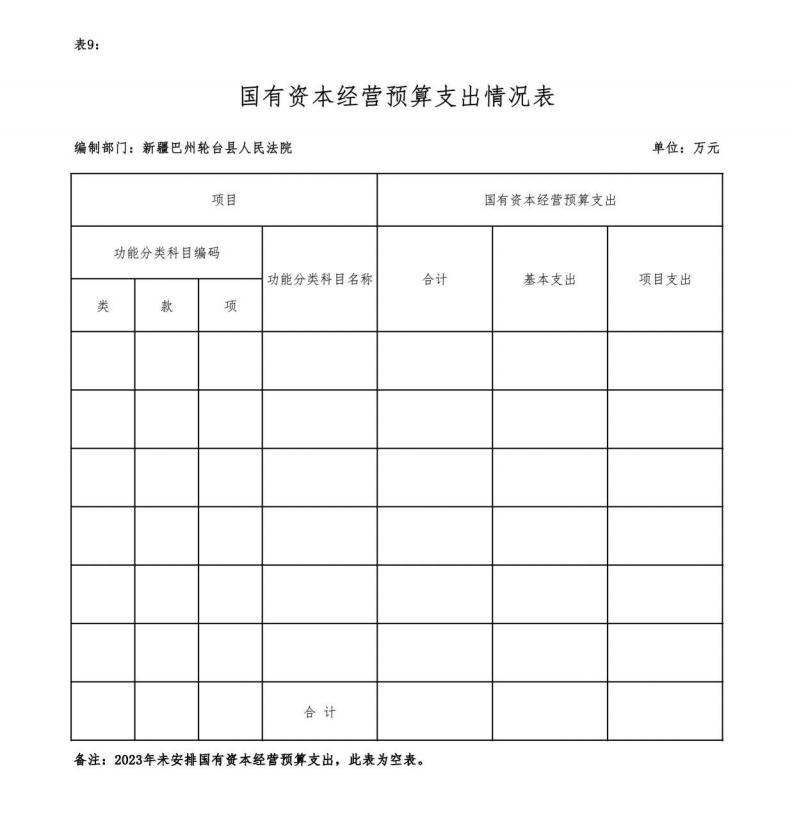 表9：
国有资本经营预算支出情况表
编制部门：新疆巴州轮台县人民法院 单位：万元
项目 国有资本经营预算支出
功能分类科目编码 功能分类科目名称 合计 基本支出 项目支出
类 款 项
合 计
备注：2023年未安排国有资本经营预算支出，此表为空表。